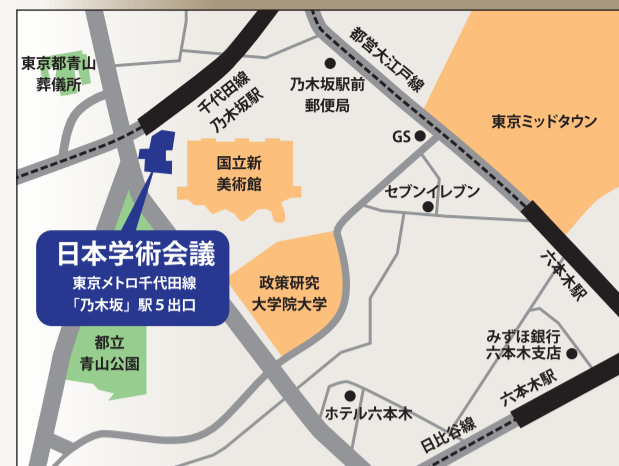 東京都青山
葬儀所
千代田線
乃木坂駅
乃木坂駅前
郵便局
都営大江戸線
東京ミッドタウン
GS
国立新
美術館
セブンイレブン
日本学術会議
東京メトロ千代田線
「乃木坂」駅5出口
政策研究
大学院大学
六本木駅
都立
青山公園
みずほ銀行
六本木支店
六本木駅
ホテル六本木
日比谷線